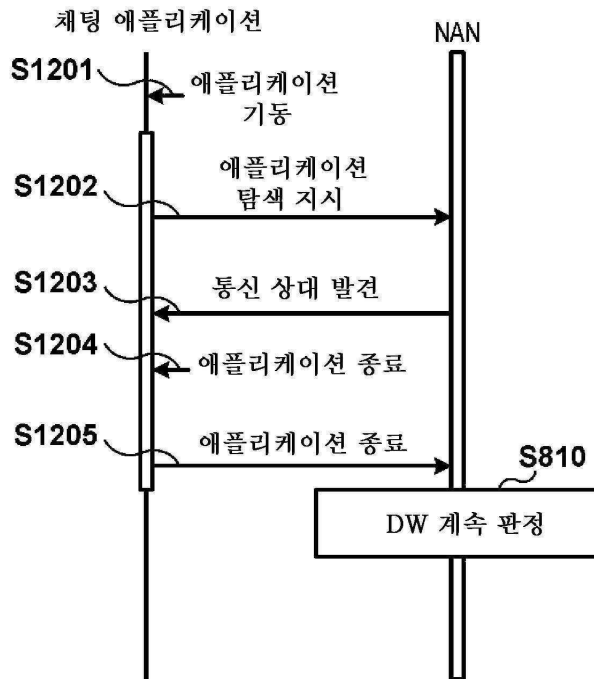 채팅 애플리케이션
NAN
S1201
애플리케이션
기동
S1202
애플리케이션
탐색 지시
S1203
통신 상대 발견
S1204
애플리케이션 종료
S1205
애플리케이션 종료
S810
DW 계속 판정